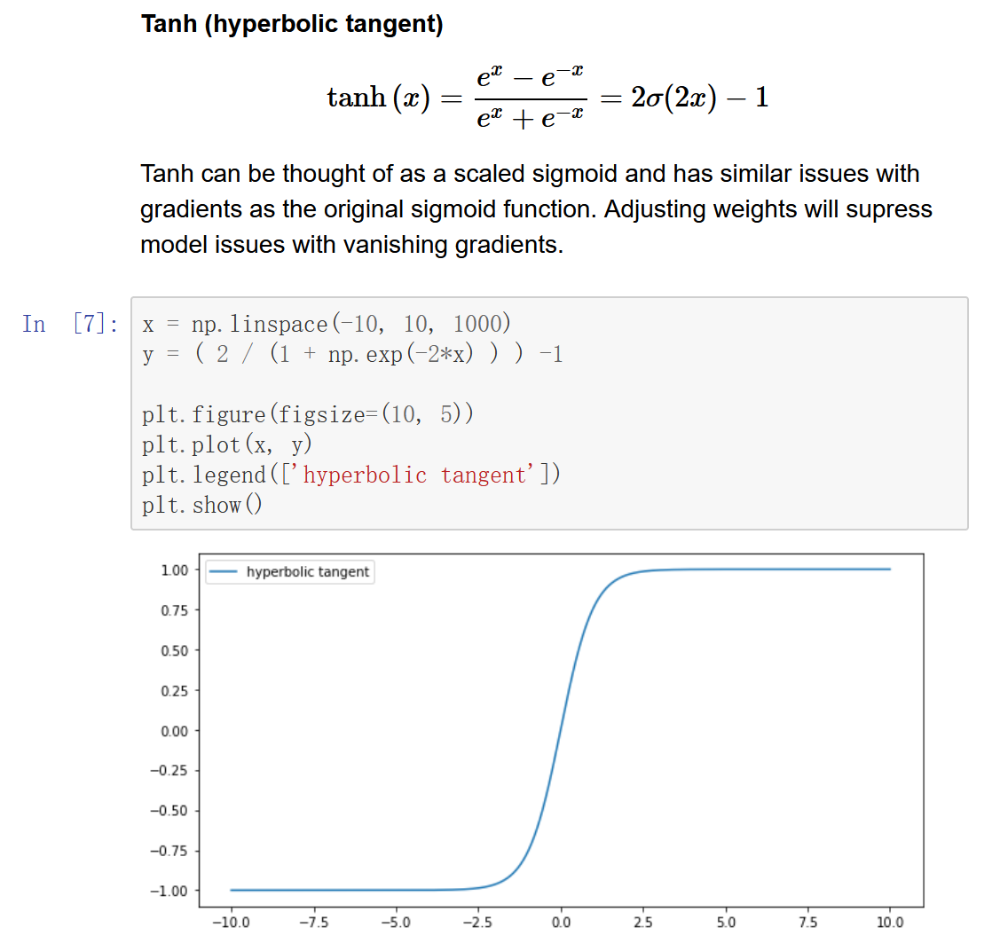 Tanh (hyperbolic tangent)
tanh (x) = (e^x − e^−x) / (e^x + e^−x) = 2σ(2x) − 1
Tanh can be thought of as a scaled sigmoid and has similar issues with
gradients as the original sigmoid function. Adjusting weights will supress
model issues with vanishing gradients.
In [7]: x = np.linspace(-10, 10, 1000)
y = ( 2 / (1 + np.exp(-2*x) ) ) -1
plt.figure(figsize=(10, 5))
plt.plot(x, y)
plt.legend(['hyperbolic tangent'])
plt.show()
hyperbolic tangent
1.00
0.75
0.50
0.25
0.00
−0.25
−0.50
−0.75
−1.00
−10.0 −7.5 −5.0 −2.5 0.0 2.5 5.0 7.5 10.0